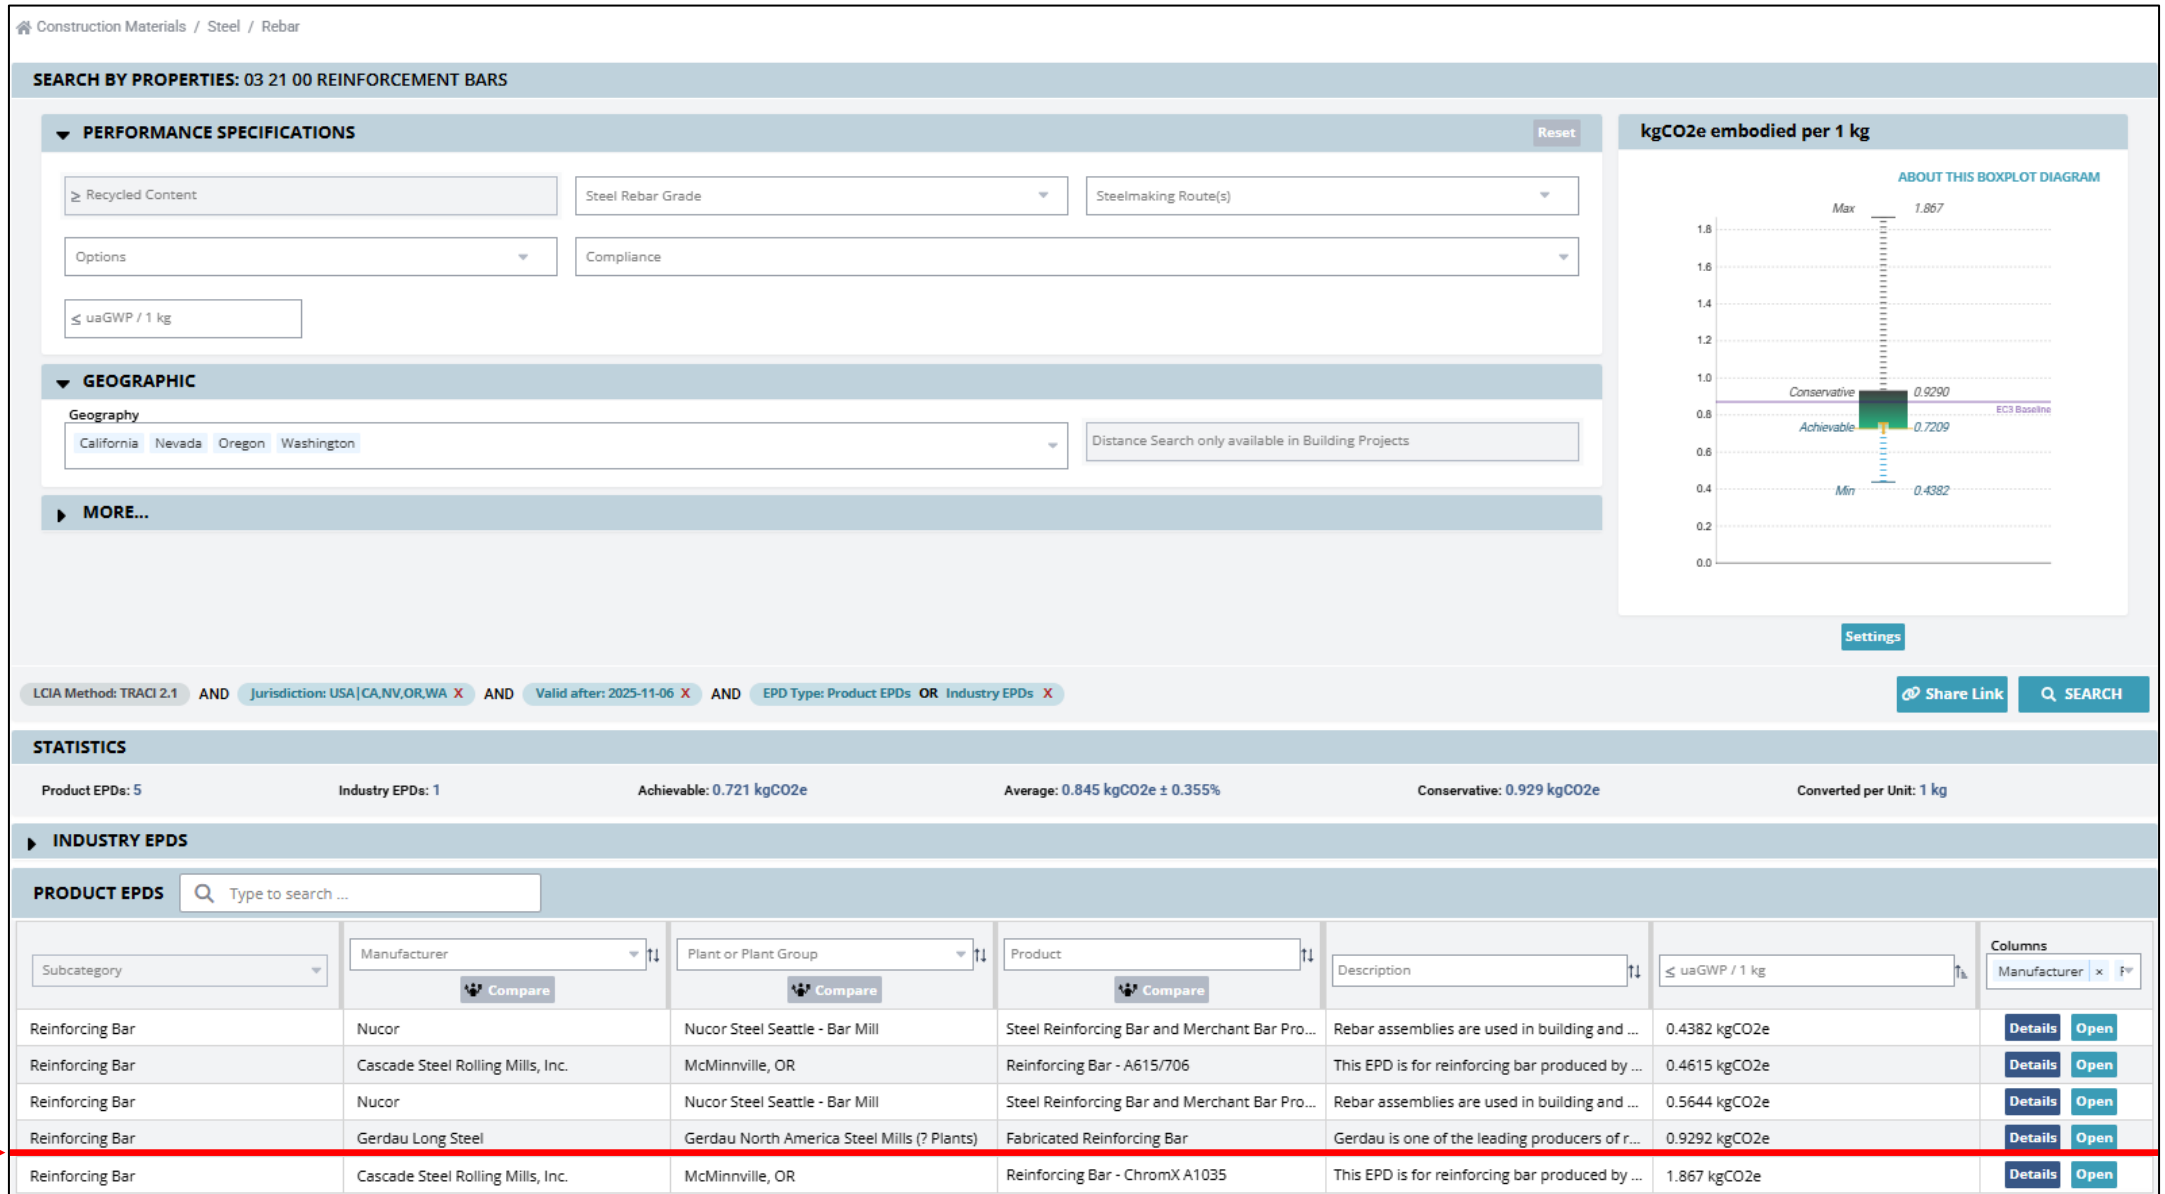 Construction Materials / Steel / Rebar
SEARCH BY PROPERTIES: 03 21 00 REINFORCEMENT BARS
PERFORMANCE SPECIFICATIONS
Reset
≥ Recycled Content
Steel Rebar Grade
Steelmaking Route(s)
Options
Compliance
≤ uaGWP / 1 kg
GEOGRAPHIC
Geography
California Nevada Oregon Washington
Distance Search only available in Building Projects
MORE...
kgCO2e embodied per 1 kg
ABOUT THIS BOXPLOT DIAGRAM
Max 1.867
1.8
1.6
1.4
1.2
1.0
Conservative 0.9290
EC3 Baseline
0.8
Achievable 0.7209
0.6
0.4
Min 0.4382
0.2
0.0
Settings
LCIA Method: TRACI 2.1 AND Jurisdiction: USA|CA,NV,OR,WA X AND Valid after: 2025-11-06 X AND EPD Type: Product EPDs OR Industry EPDs X
Share Link
SEARCH
STATISTICS
Product EPDs: 5 Industry EPDs: 1 Achievable: 0.721 kgCO2e Average: 0.845 kgCO2e ± 0.355% Conservative: 0.929 kgCO2e Converted per Unit: 1 kg
INDUSTRY EPDS
PRODUCT EPDS Type to search ...
Subcategory Manufacturer Plant or Plant Group Product Description ≤ uaGWP / 1 kg Columns
Manufacturer ×
Compare Compare Compare
Reinforcing Bar Nucor Nucor Steel Seattle - Bar Mill Steel Reinforcing Bar and Merchant Bar Pro... Rebar assemblies are used in building and ... 0.4382 kgCO2e Details Open
Reinforcing Bar Cascade Steel Rolling Mills, Inc. McMinnville, OR Reinforcing Bar - A615/706 This EPD is for reinforcing bar produced by ... 0.4615 kgCO2e Details Open
Reinforcing Bar Nucor Nucor Steel Seattle - Bar Mill Steel Reinforcing Bar and Merchant Bar Pro... Rebar assemblies are used in building and ... 0.5644 kgCO2e Details Open
Reinforcing Bar Gerdau Long Steel Gerdau North America Steel Mills (? Plants) Fabricated Reinforcing Bar Gerdau is one of the leading producers of r... 0.9292 kgCO2e Details Open
Reinforcing Bar Cascade Steel Rolling Mills, Inc. McMinnville, OR Reinforcing Bar - ChromX A1035 This EPD is for reinforcing bar produced by ... 1.867 kgCO2e Details Open